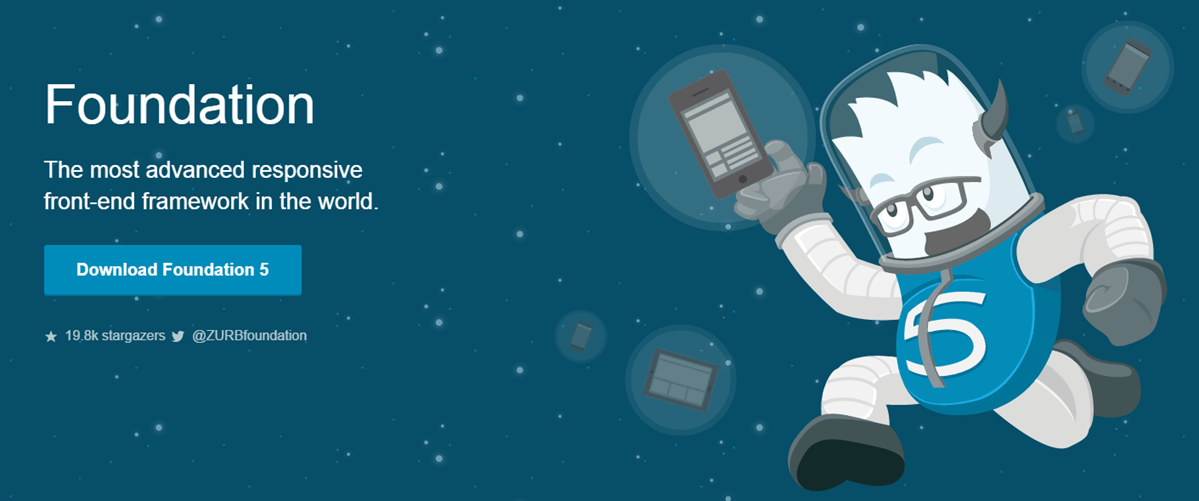 Foundation
The most advanced responsive
front-end framework in the world.
Download Foundation 5
19.8k stargazers @ZURBfoundation
5